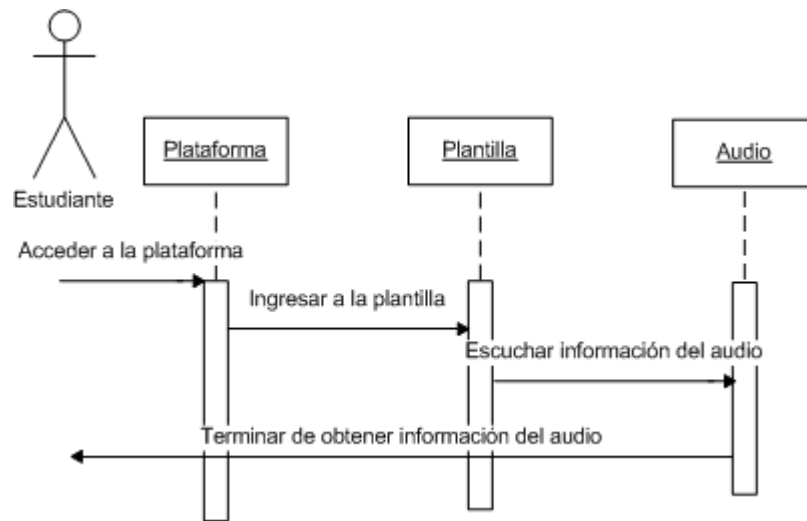 Estudiante
Plataforma
Plantilla
Audio
Acceder a la plataforma
Ingresar a la plantilla
Escuchar información del audio
Terminar de obtener información del audio